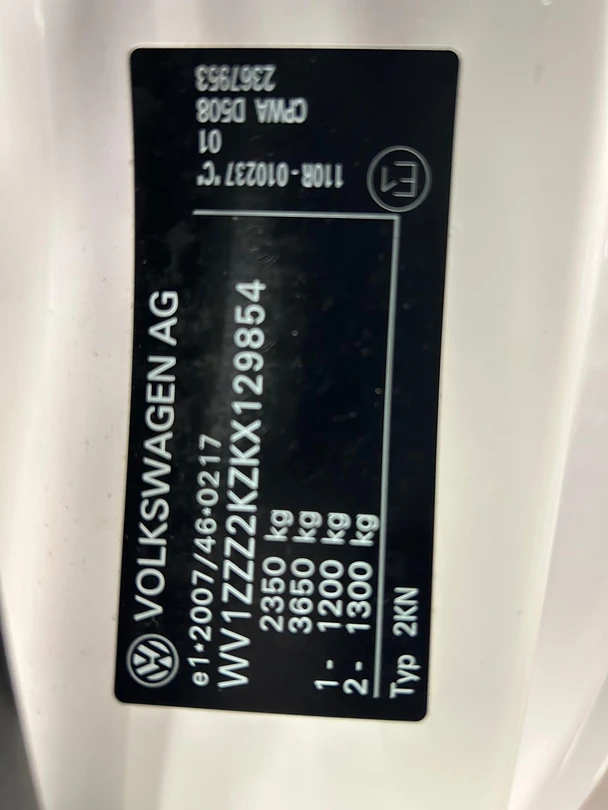 VOLKSWAGEN AG
e1*2007/46*0217
WV1ZZZ2KZKX129854
2350 kg
3650 kg
1- 1200 kg
2- 1300 kg
Typ 2KN
E1
110R-010237 "C"
01
CPWA D508
2367953